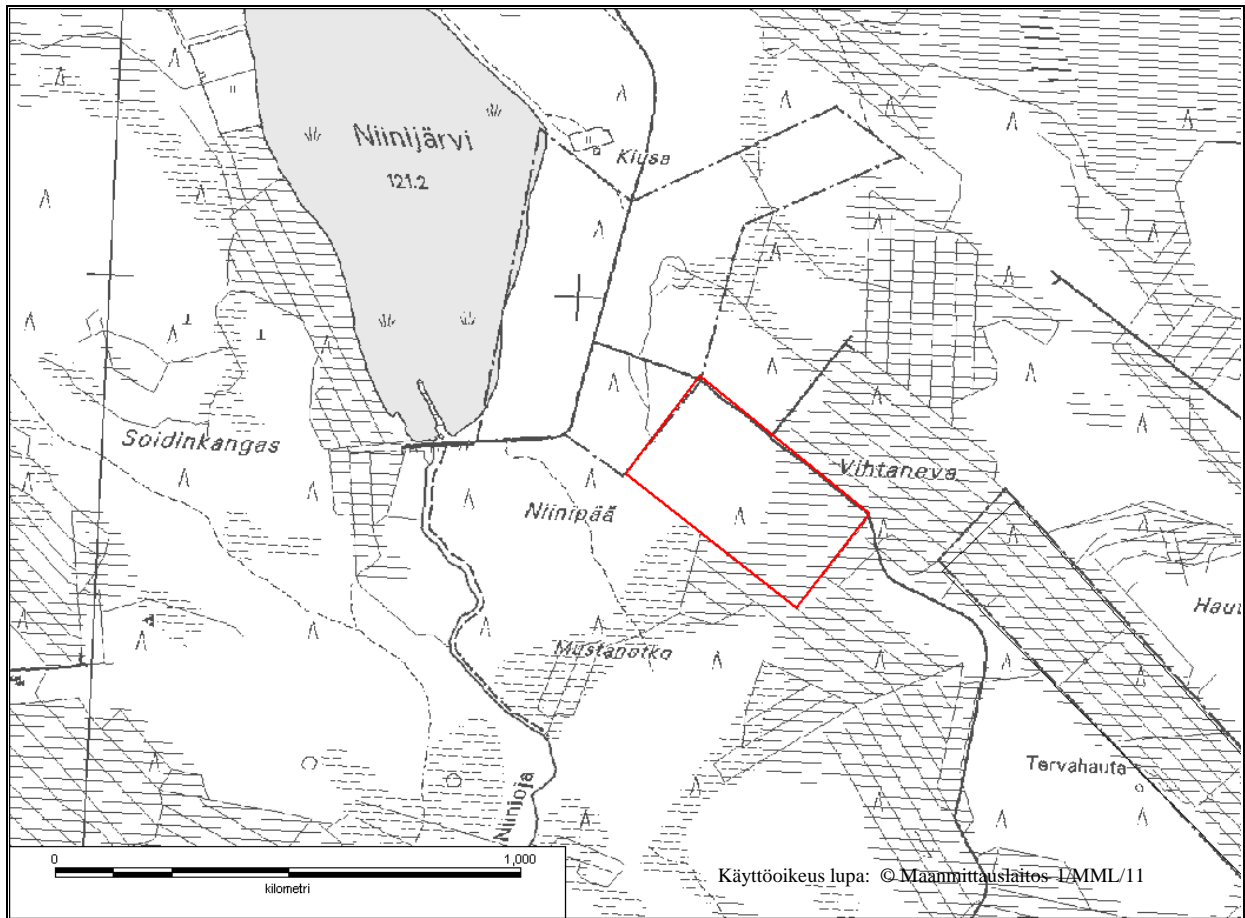 Niinijärvi
121.2
Kiusa
Soidinkangas
Vihtaneva
Niinipää
Mustanotko
Tervahauta
Niinioja
0 1,000
kilometri
Käyttöoikeus lupa: © Maanmittauslaitos 1/MML/11